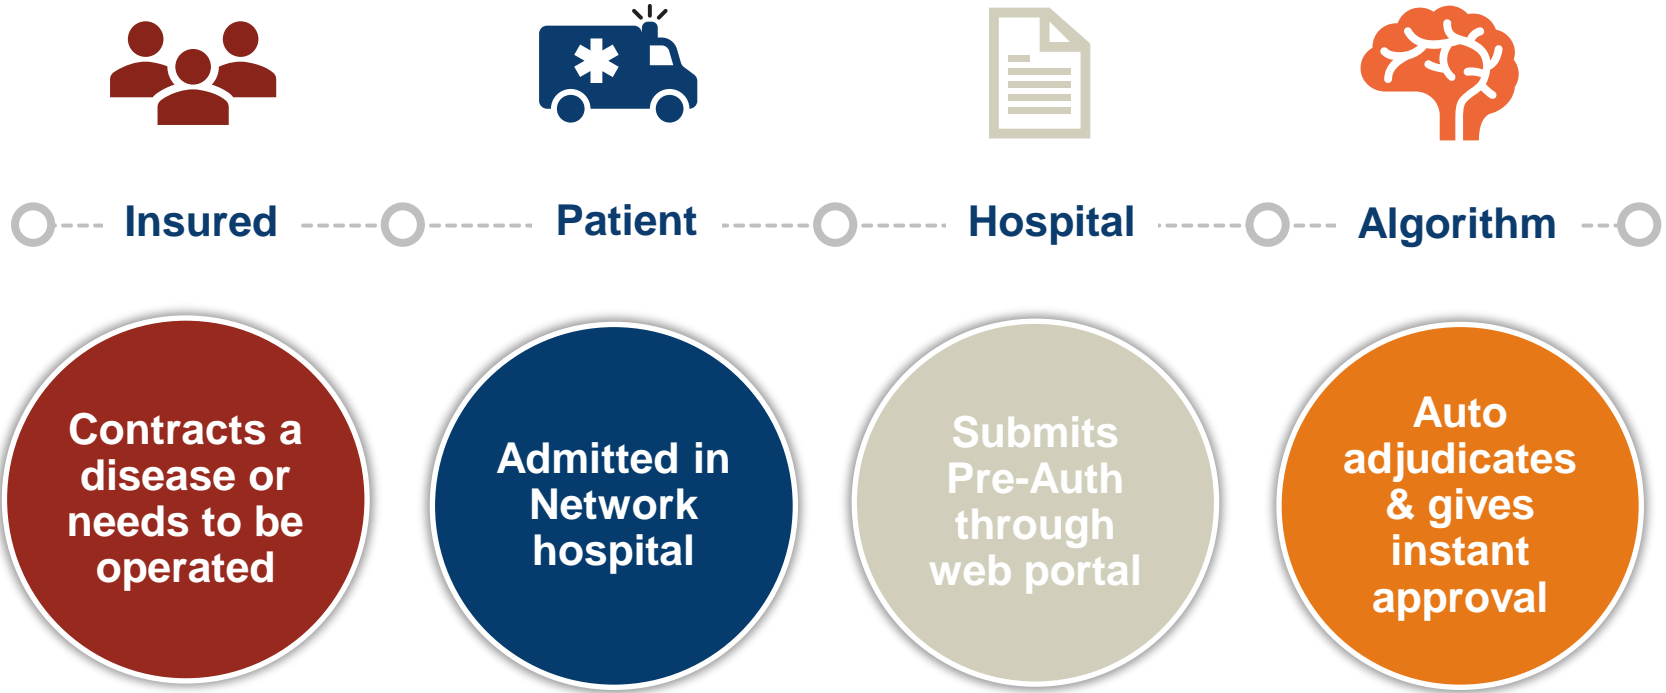 Insured
Patient
Hospital
Algorithm
Contracts a
disease or
needs to be
operated
Admitted in
Network
hospital
Submits
Pre-Auth
through
web portal
Auto
adjudicates
& gives
instant
approval